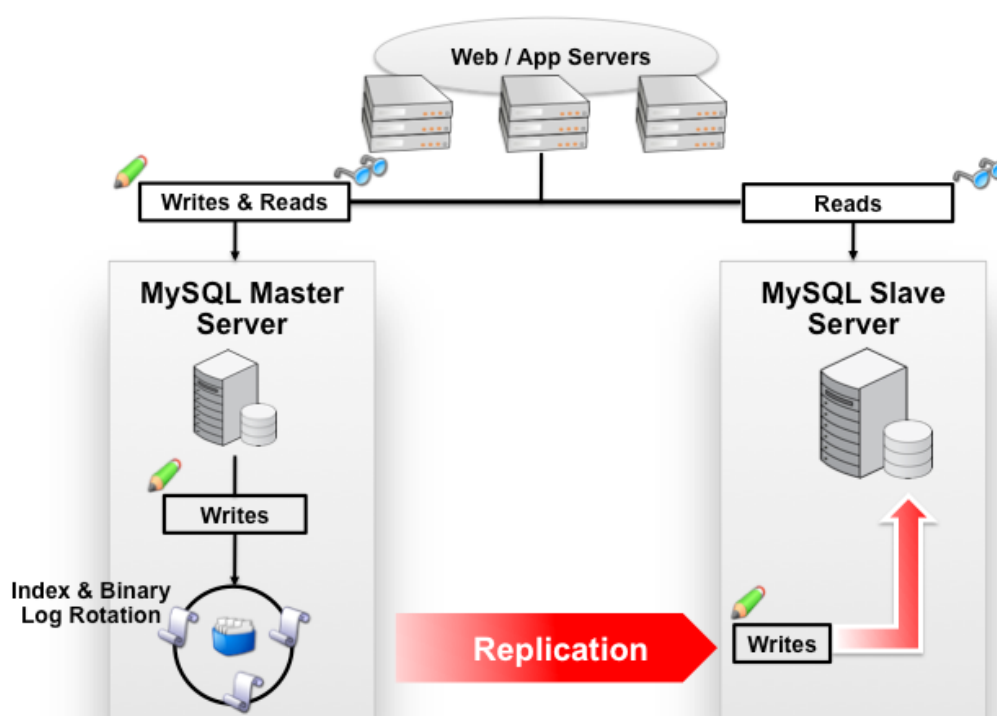 Web / App Servers
Writes & Reads
Reads
MySQL Master
Server
MySQL Slave
Server
Writes
Index & Binary
Log Rotation
Replication
Writes